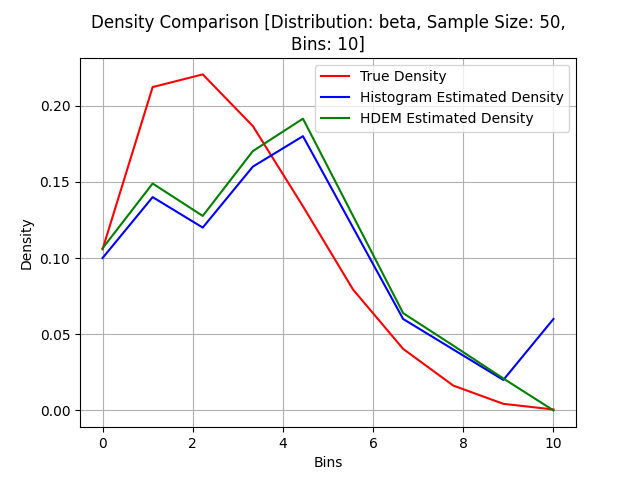 Density Comparison [Distribution: beta, Sample Size: 50,
Bins: 10]
True Density
Histogram Estimated Density
HDEM Estimated Density
Density
0.20
0.15
0.10
0.05
0.00
0 2 4 6 8 10
Bins